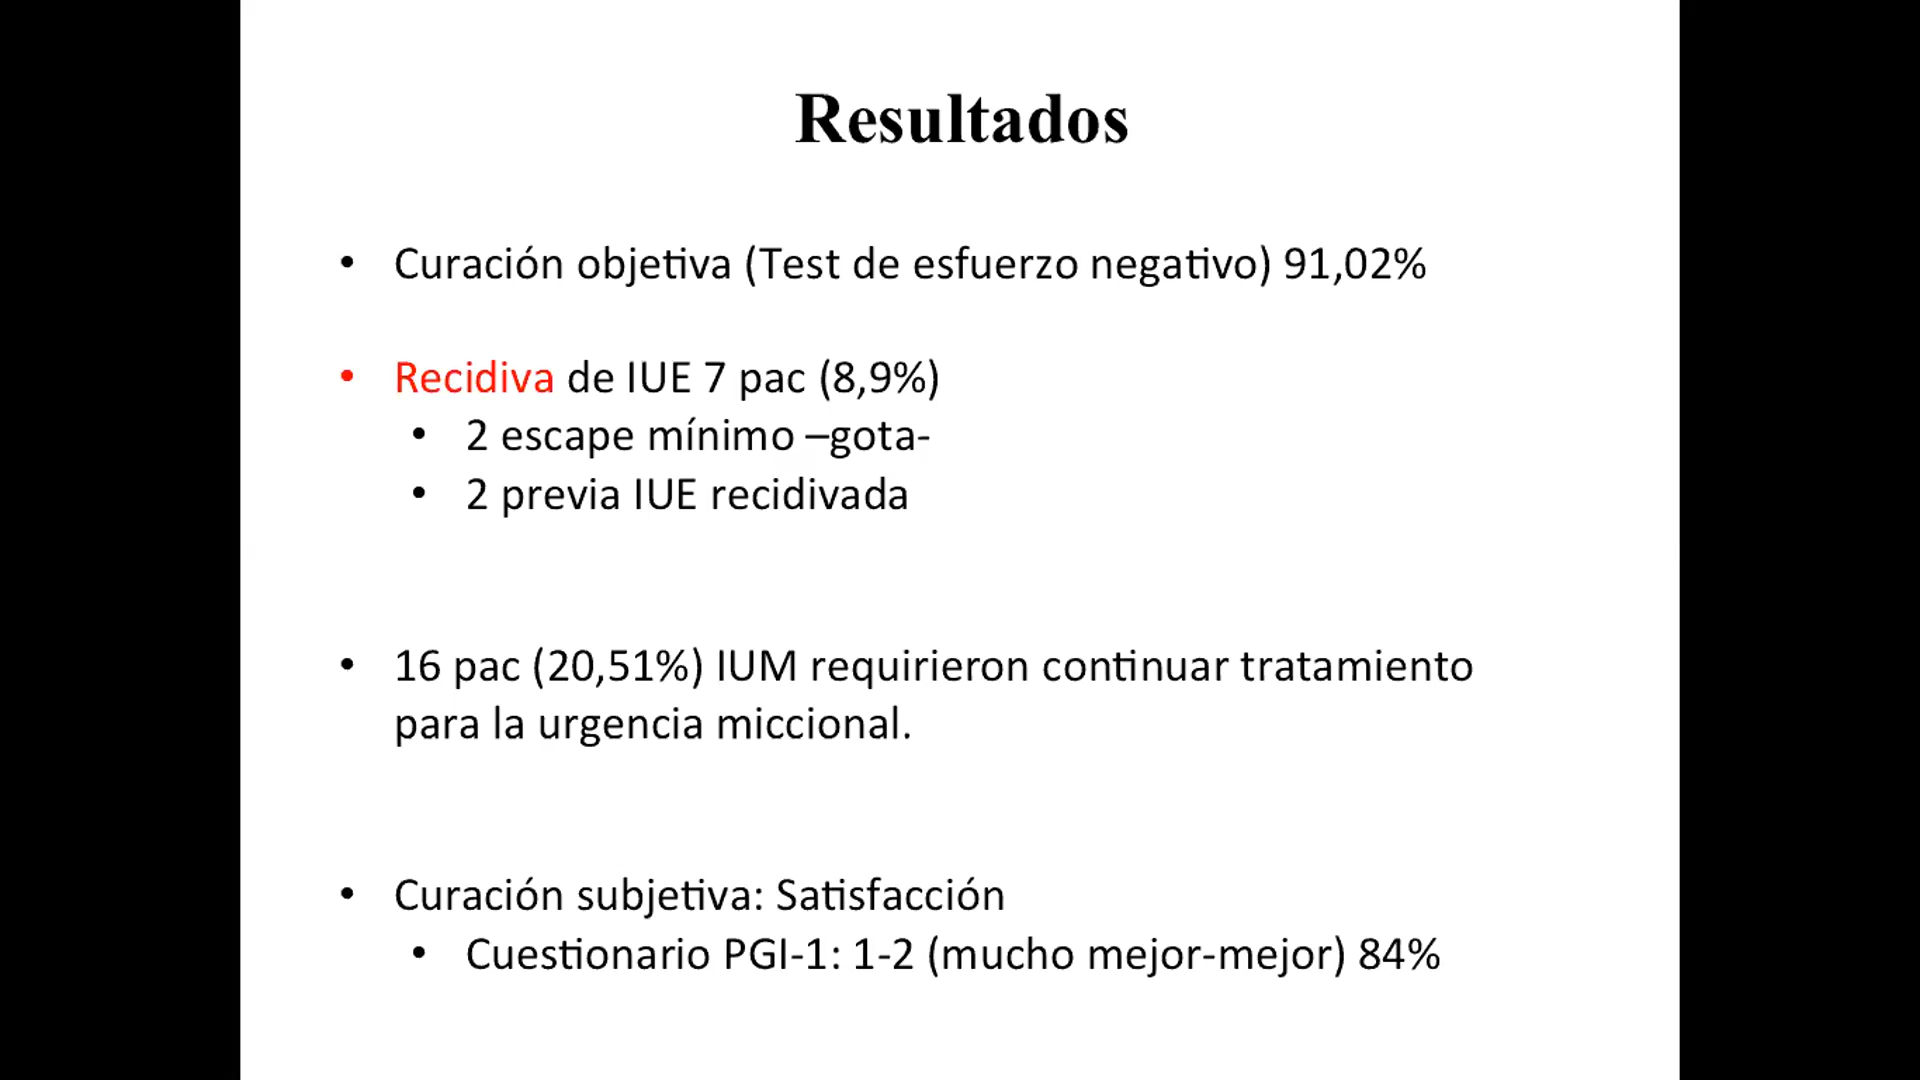 Resultados
• Curación objetiva (Test de esfuerzo negativo) 91,02%
• Recidiva de IUE 7 pac (8,9%)
• 2 escape mínimo –gota-
• 2 previa IUE recidivada
• 16 pac (20,51%) IUM requirieron continuar tratamiento
para la urgencia miccional.
• Curación subjetiva: Satisfacción
• Cuestionario PGI-1: 1-2 (mucho mejor-mejor) 84%